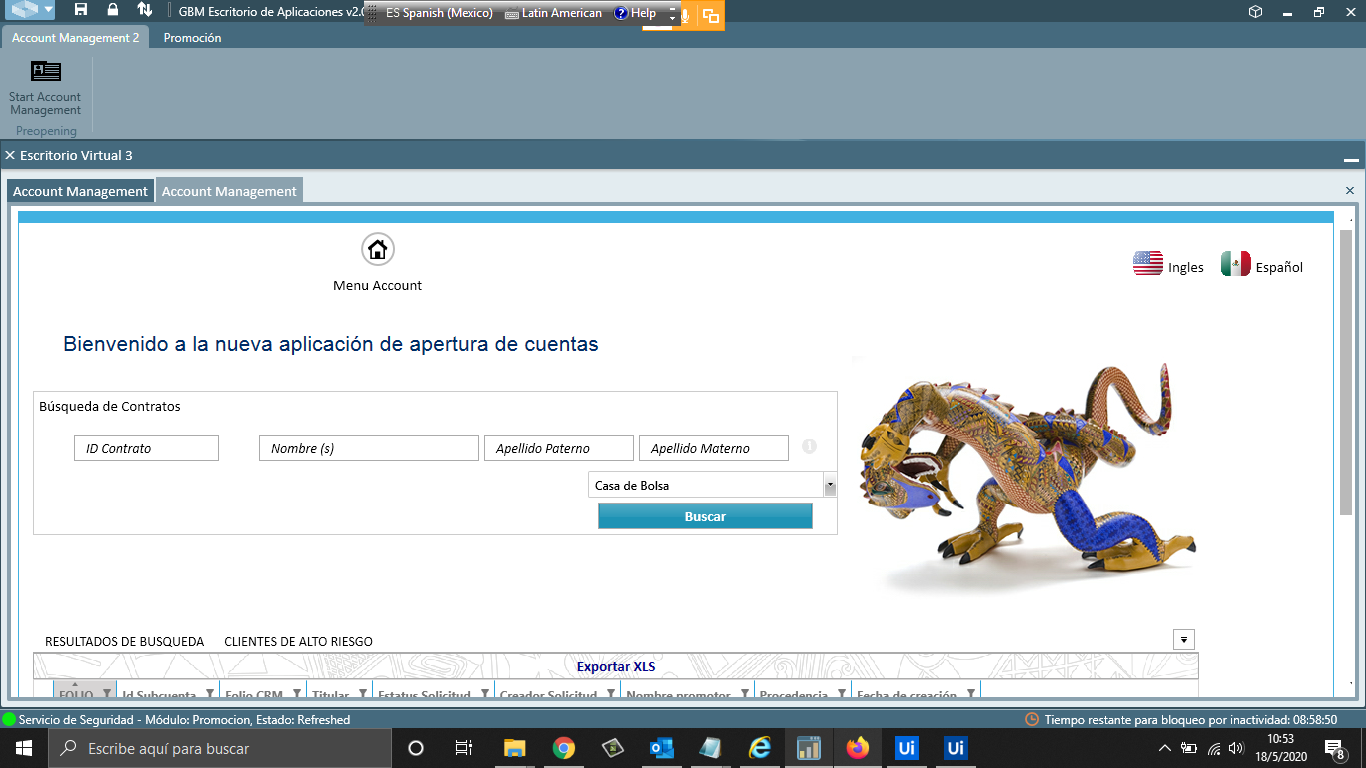 GBM Escritorio de Aplicaciones v2.0
ES Spanish (Mexico) Latin American Help
Account Management 2 Promoción
Start Account
Management
Preopening
Escritorio Virtual 3
Account Management Account Management
Menu Account
Ingles Español
Bienvenido a la nueva aplicación de apertura de cuentas
Búsqueda de Contratos
ID Contrato Nombre (s) Apellido Paterno Apellido Materno
Casa de Bolsa
Buscar
RESULTADOS DE BUSQUEDA CLIENTES DE ALTO RIESGO
Exportar XLS
FOLIO Id Subcuenta Folio CRM Titular Estatus Solicitud Creador Solicitud Nombre promotor Procedencia Fecha de creación
Servicio de Seguridad - Módulo: Promocion, Estado: Refreshed Tiempo restante para bloqueo por inactividad: 08:58:50
Escribe aquí para buscar
Ui Ui
10:53
18/5/2020
8